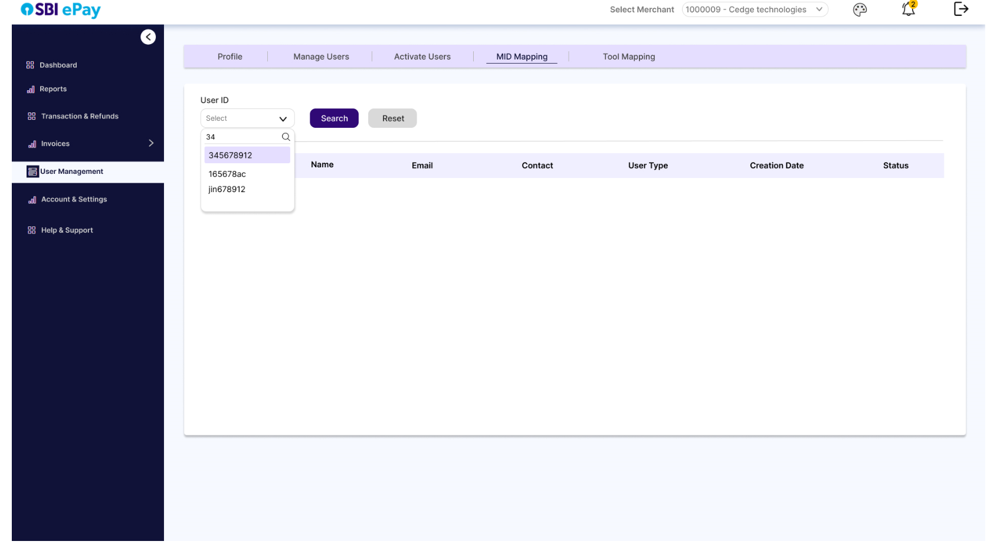 SBI ePay
Select Merchant 1000009 - Cedge technologies
2
Dashboard
Reports
Transaction & Refunds
Invoices
User Management
Account & Settings
Help & Support
Profile Manage Users Activate Users MID Mapping Tool Mapping
User ID
Select Search Reset
34
345678912
165678ac
jin678912
Name Email Contact User Type Creation Date Status